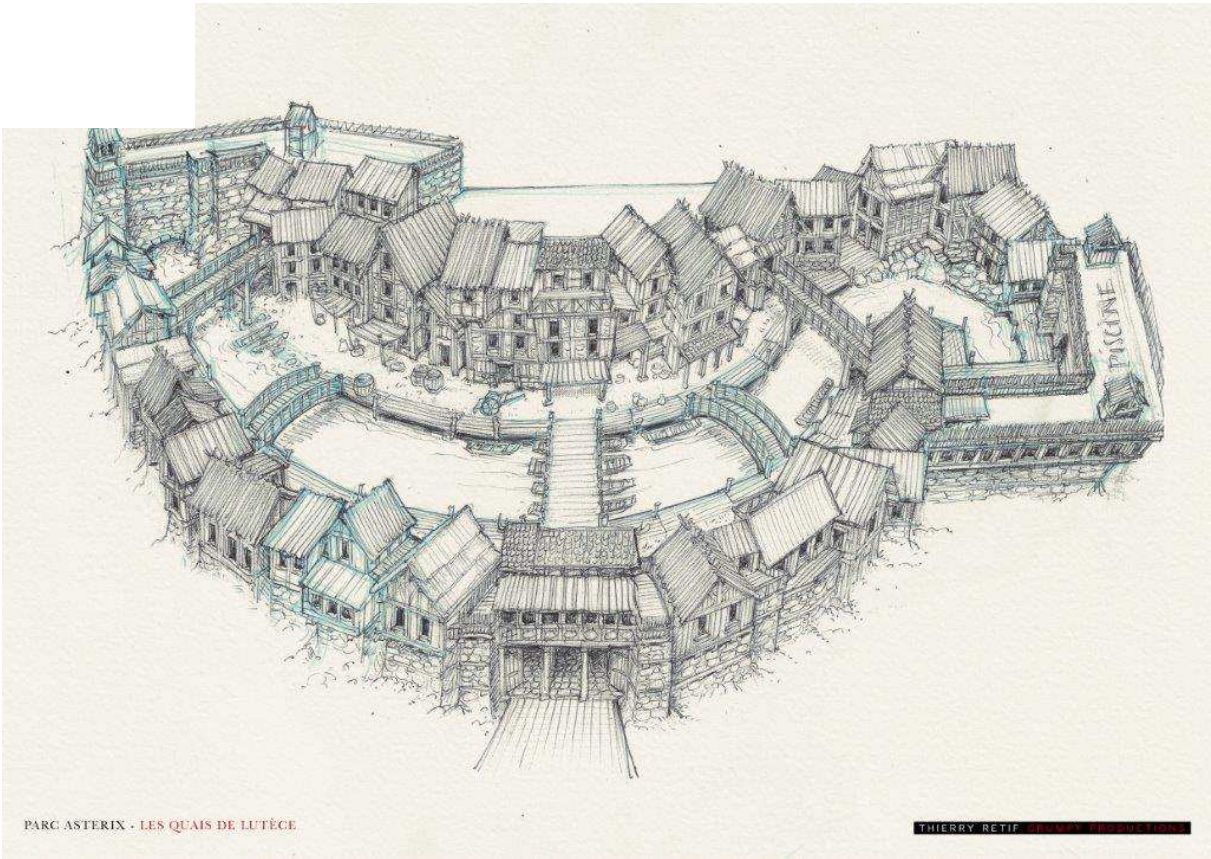 PISCINE
PARC ASTERIX • LES QUAIS DE LUTÈCE
THIERRY RETIF GRUMPY PRODUCTIONS